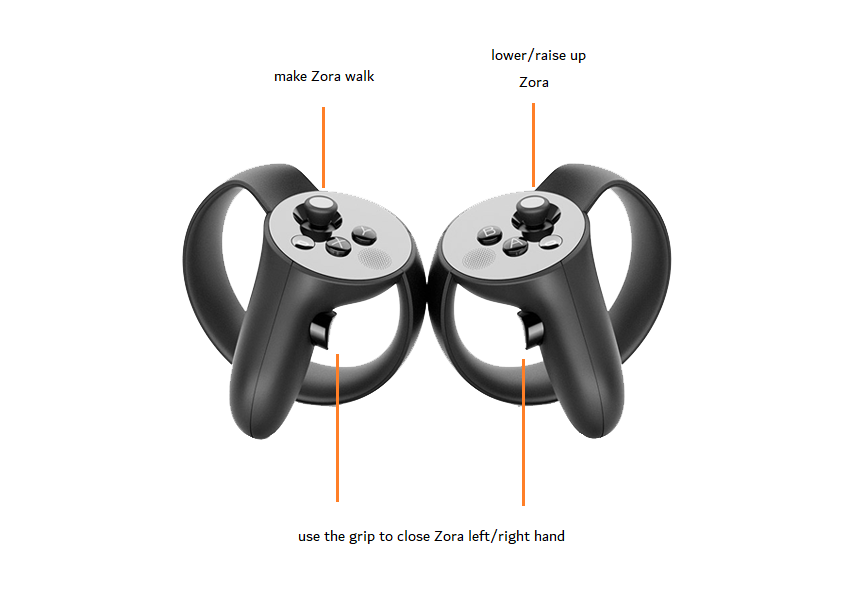 make Zora walk
lower/raise up
Zora
Y
X
B
A
use the grip to close Zora left/right hand